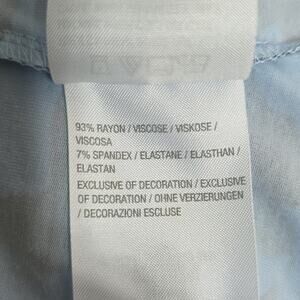 93% RAYON / VISCOSE / VISKOSE /
VISCOSA
7% SPANDEX / ELASTANE / ELASTHAN /
ELASTAN
EXCLUSIVE OF DECORATION / EXCLUSIVE
OF DECORATION / OHNE VERZIERUNGEN
/ DECORAZIONI ESCLUSE